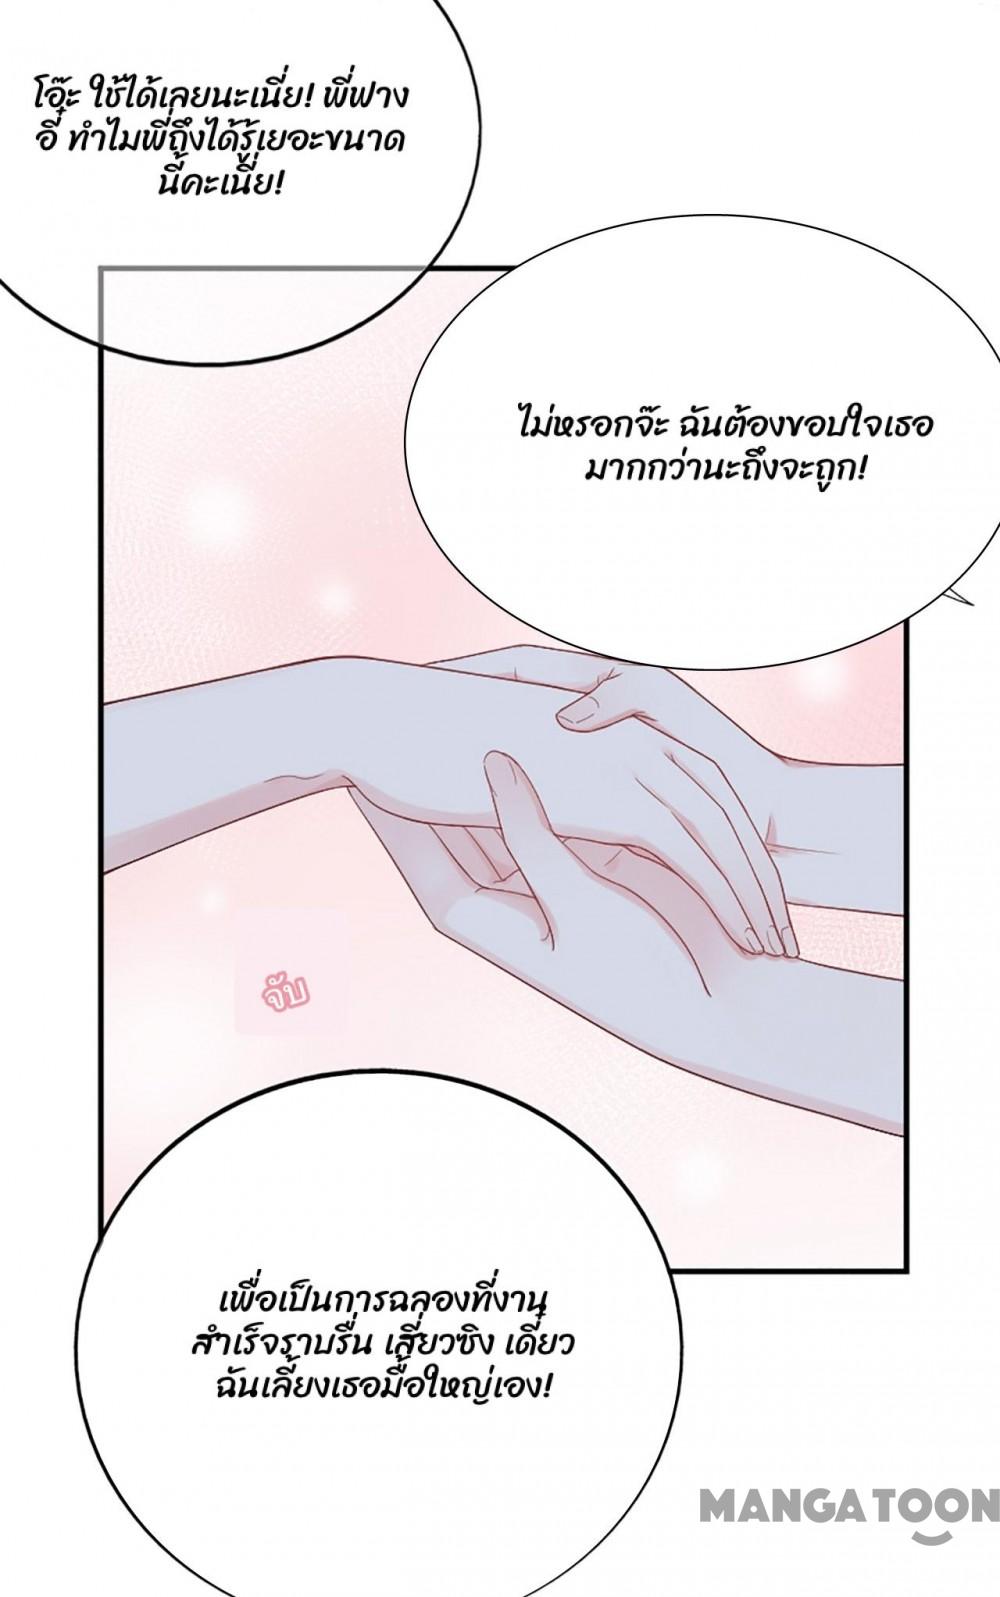 โอ๊ะ ใช้ได้เลยนะเนี่ย! พี่ฟาง
อี๋ ทำไมพี่ถึงได้รู้เยอะขนาด
นี้คะเนี่ย!
ไม่หรอกจ๊ะ ฉันต้องขอบใจเธอ
มากกว่านะถึงจะถูก!
จับ
เพื่อเป็นการฉลองที่งาน
สำเร็จราบรื่น เสี่ยวซิง เดี๋ยว
ฉันเลี้ยงเธอมื้อใหญ่เอง!
MANGATOON